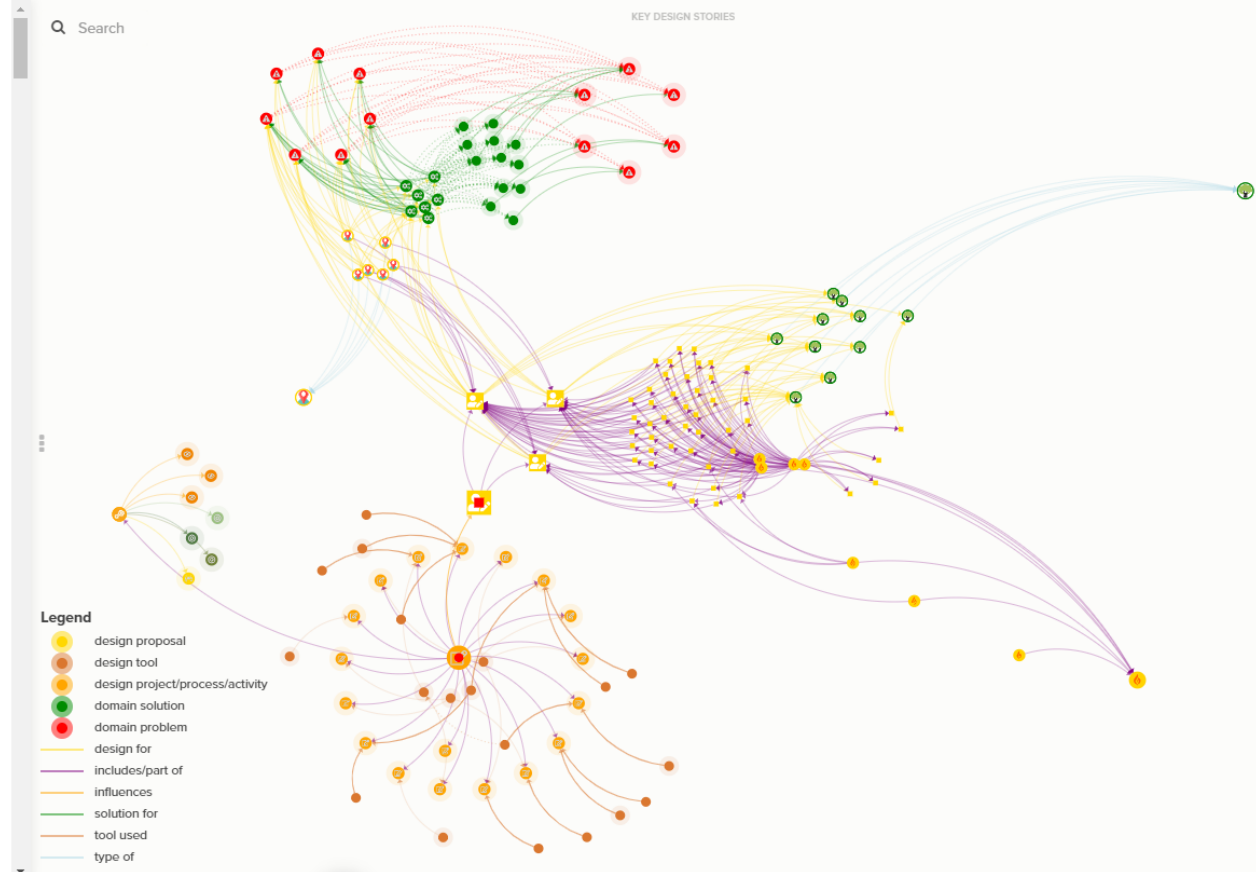 KEY DESIGN STORIES
Search
Legend
design proposal
design tool
design project/process/activity
domain solution
domain problem
design for
includes/part of
influences
solution for
tool used
type of